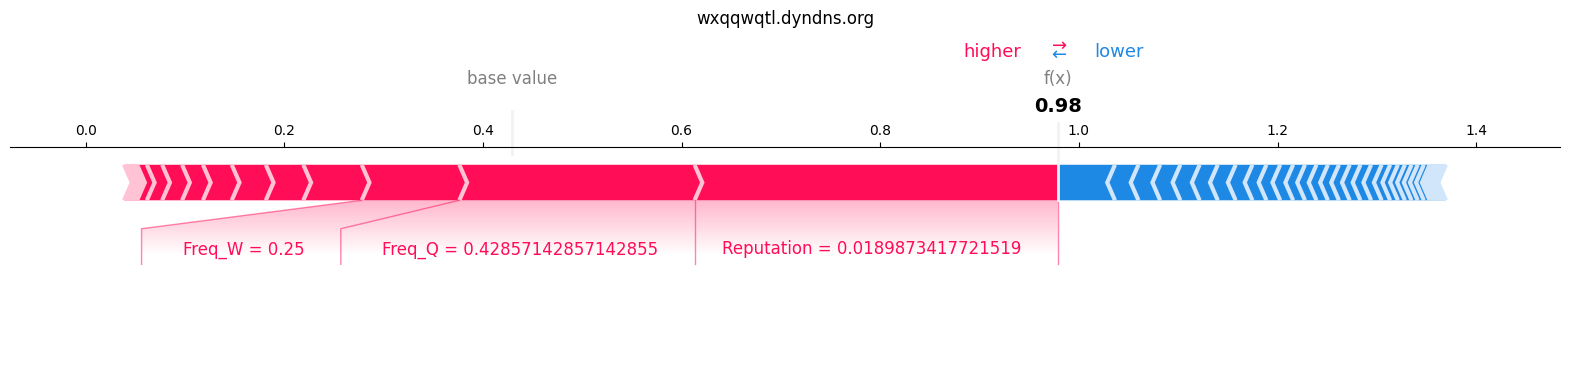 wxqqwqtl.dyndns.org
higher ⇄ lower
base value f(x)
0.98
0.0 0.2 0.4 0.6 0.8 1.0 1.2 1.4
Freq_W = 0.25 Freq_Q = 0.42857142857142855 Reputation = 0.0189873417721519